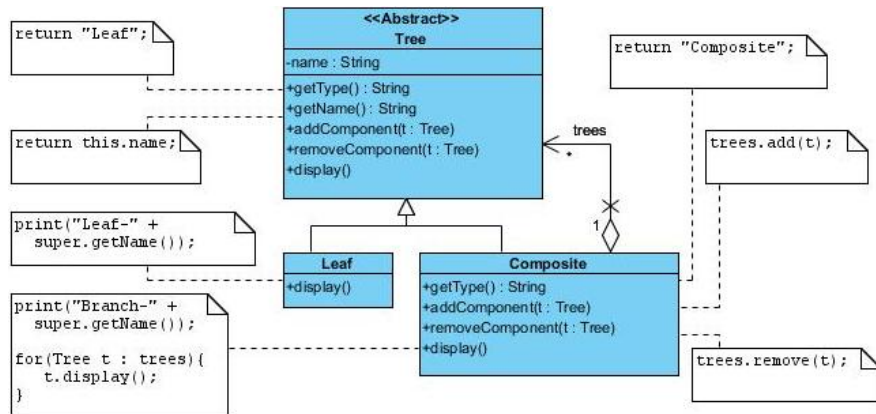 <<Abstract>>
Tree
-name : String
+getType() : String
+getName() : String
+addComponent(t : Tree)
+removeComponent(t : Tree)
+display()
return "Leaf";
return this.name;
return "Composite";
trees
*
1
trees.add(t);
print("Leaf-" +
super.getName());
Leaf
+display()
Composite
+getType() : String
+addComponent(t : Tree)
+removeComponent(t : Tree)
+display()
print("Branch-" +
super.getName());
for(Tree t : trees){
t.display();
}
trees.remove(t);